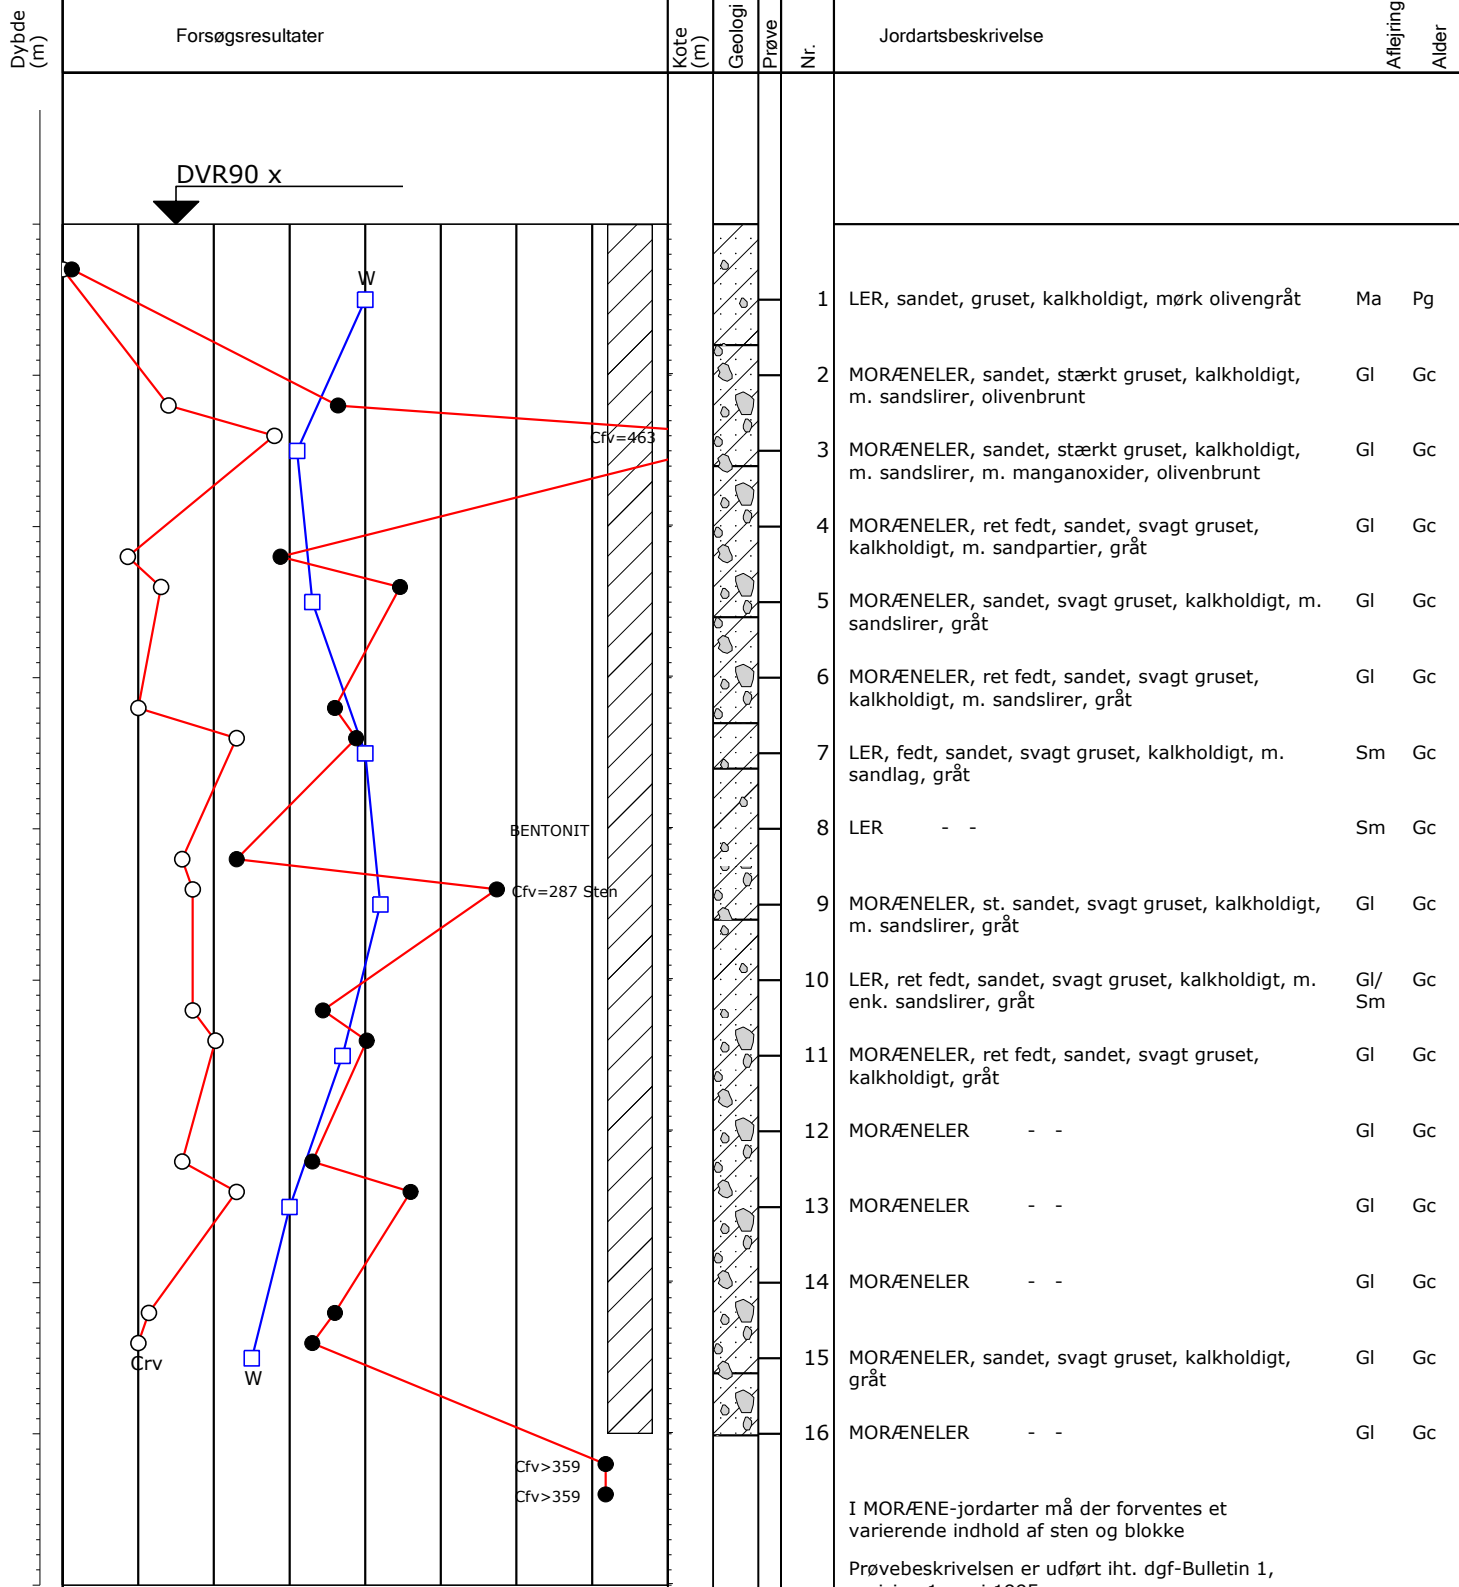 Dybde (m)
Forsøgsresultater
Kote (m)
Geologi
Prøve
Nr.
Jordartsbeskrivelse
Aflejring
Alder
DVR90 x
W
1 LER, sandet, gruset, kalkholdigt, mørk olivengråt Ma Pg
2 MORÆNELER, sandet, stærkt gruset, kalkholdigt, Gl Gc
m. sandslirer, olivenbrunt
Cfv=463
3 MORÆNELER, sandet, stærkt gruset, kalkholdigt, Gl Gc
m. sandslirer, m. manganoxider, olivenbrunt
4 MORÆNELER, ret fedt, sandet, svagt gruset, Gl Gc
kalkholdigt, m. sandpartier, gråt
5 MORÆNELER, sandet, svagt gruset, kalkholdigt, m. Gl Gc
sandslirer, gråt
6 MORÆNELER, ret fedt, sandet, svagt gruset, Gl Gc
kalkholdigt, m. sandslirer, gråt
7 LER, fedt, sandet, svagt gruset, kalkholdigt, m. Sm Gc
sandlag, gråt
BENTONIT
8 LER - - Sm Gc
Cfv=287 Sten
9 MORÆNELER, st. sandet, svagt gruset, kalkholdigt, Gl Gc
m. sandslirer, gråt
10 LER, ret fedt, sandet, svagt gruset, kalkholdigt, m. Gl/ Gc
enk. sandslirer, gråt Sm
11 MORÆNELER, ret fedt, sandet, svagt gruset, Gl Gc
kalkholdigt, gråt
12 MORÆNELER - - Gl Gc
13 MORÆNELER - - Gl Gc
14 MORÆNELER - - Gl Gc
Crv
W
15 MORÆNELER, sandet, svagt gruset, kalkholdigt, Gl Gc
gråt
16 MORÆNELER - - Gl Gc
Cfv>359
Cfv>359
I MORÆNE-jordarter må der forventes et
varierende indhold af sten og blokke
Prøvebeskrivelsen er udført iht. dgf-Bulletin 1,